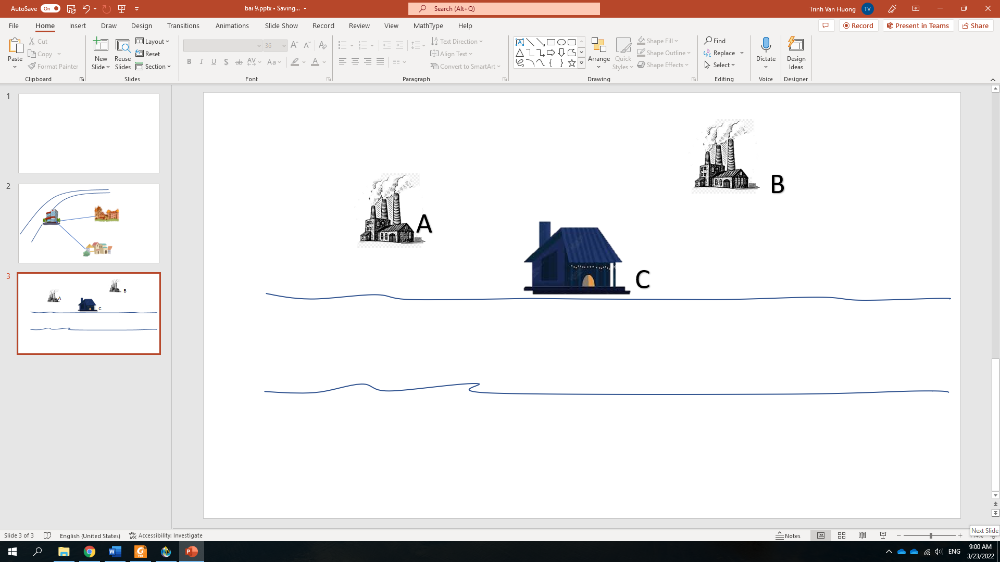 AutoSave On
bai 9.pptx • Saving...
Search (Alt+Q)
Trinh Van Huong TV
File Home Insert Draw Design Transitions Animations Slide Show Record Review View MathType Help
Record Present in Teams Share
Paste
Cut
Copy
Format Painter
Clipboard
New Slide
Reuse Slides
Layout
Reset
Section
Slides
36
B I U S ab AV Aa A
Font
Text Direction
Align Text
Convert to SmartArt
Paragraph
Arrange
Quick Styles
Shape Fill
Shape Outline
Shape Effects
Drawing
Find
Replace
Select
Editing
Dictate
Voice
Design Ideas
Designer
1
2
3
A
B
C
B
A
C
Slide 3 of 3
English (United States)
Accessibility: Investigate
Notes
Next Slide
ENG
9:00 AM
3/23/2022